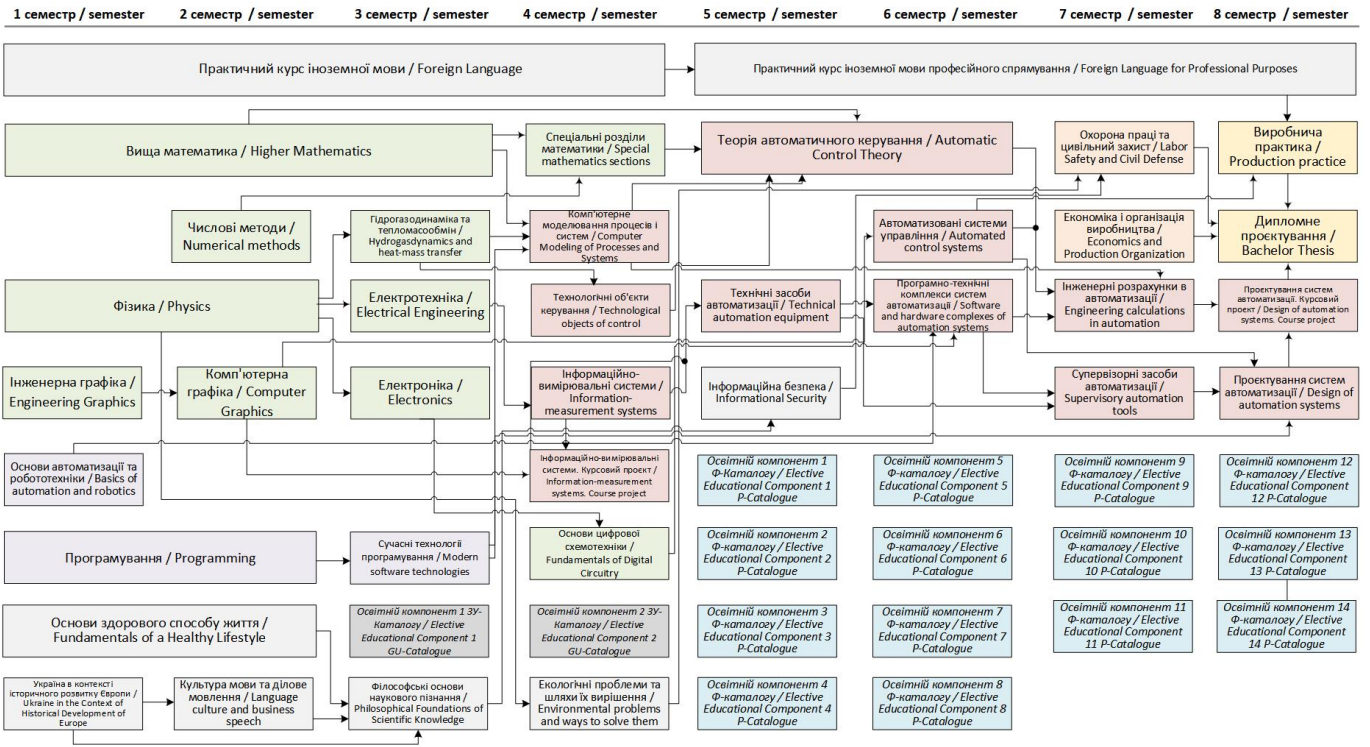 1 семестр / semester
2 семестр / semester
3 семестр / semester
4 семестр / semester
5 семестр / semester
6 семестр / semester
7 семестр / semester
8 семестр / semester
Практичний курс іноземної мови / Foreign Language
Практичний курс іноземної мови професійного спрямування / Foreign Language for Professional Purposes
Вища математика / Higher Mathematics
Спеціальні розділи
математики / Special
mathematics sections
Теорія автоматичного керування / Automatic
Control Theory
Охорона праці та
цивільний захист / Labor
Safety and Civil Defense
Виробнича
практика /
Production practice
Числові методи /
Numerical methods
Гідрогазодинаміка та
тепломасообмін /
Hydrogasdynamics and
heat-mass transfer
Комп'ютерне
моделювання процесів і
систем / Computer
Modeling of Processes and
Systems
Автоматизовані системи
управління / Automated
control systems
Економіка і організація
виробництва /
Economics and
Production Organization
Дипломне
проєктування /
Bachelor Thesis
Фізика / Physics
Електротехніка /
Electrical Engineering
Технологічні об'єкти
керування / Technological
objects of control
Технічні засоби
автоматизації / Technical
automation equipment
Програмно-технічні
комплекси систем
автоматизації / Software
and hardware complexes of
automation systems
Інженерні розрахунки в
автоматизації /
Engineering calculations
in automation
Проєктування систем
автоматизації. Курсовий
проєкт / Design of automation
systems. Course project
Інженерна графіка /
Engineering Graphics
Комп'ютерна
графіка / Computer
Graphics
Електроніка /
Electronics
Інформаційно-
вимірювальні системи /
Information-
measurement systems
Інформаційна безпека /
Informational Security
Супервізорні засоби
автоматизації /
Supervisory automation
tools
Проєктування систем
автоматизації / Design of
automation systems
Основи автоматизації та
робототехніки / Basics of
automation and robotics
Інформаційно-вимірювальні
системи. Курсовий проєкт /
Information-measurement
systems. Course project
Освітній компонент 1
Ф-Каталогу / Elective
Educational Component
1 P-Catalogue
Освітній компонент 5
Ф-Каталогу / Elective
Educational Component 5
P-Catalogue
Освітній компонент 9
Ф-Каталогу / Elective
Educational Component 9
P-Catalogue
Освітній компонент 12
Ф-каталогу / Elective
Educational Component
12 P-Catalogue
Програмування / Programming
Сучасні технології
програмування / Modern
software technologies
Основи цифрової
схемотехніки /
Fundamentals of Digital
Circuitry
Освітній компонент 2
Ф-каталогу / Elective
Educational Component 2
P-Catalogue
Освітній компонент 6
Ф-каталогу / Elective
Educational Component 6
P-Catalogue
Освітній компонент 10
Ф-каталогу / Elective
Educational Component
10 P-Catalogue
Освітній компонент 13
Ф-каталогу / Elective
Educational Component
13 P-Catalogue
Основи здорового способу життя /
Fundamentals of a Healthy Lifestyle
Освітній компонент 1 ЗУ-
Каталогу / Elective
Educational Component 1
GU-Catalogue
Освітній компонент 2 ЗУ-
Каталогу / Elective
Educational Component 2
GU-Catalogue
Освітній компонент 3
Ф-каталогу / Elective
Educational Component 3
P-Catalogue
Освітній компонент 7
Ф-каталогу / Elective
Educational Component 7
P-Catalogue
Освітній компонент 11
Ф-каталогу / Elective
Educational Component
11 P-Catalogue
Освітній компонент 14
Ф-каталогу / Elective
Educational Component
14 P-Catalogue
Україна в контексті
історичного розвитку Європи /
Ukraine in the Context of
Historical Development of
Europe
Культура мови та ділове
мовлення / Language
culture and business
speech
Філософські основи
наукового пізнання /
Philosophical Foundations
of Scientific Knowledge
Екологічні проблеми та
шляхи їх вирішення /
Environmental problems
and ways to solve them
Освітній компонент 4
Ф-каталогу / Elective
Educational Component 4
P-Catalogue
Освітній компонент 8
Ф-каталогу / Elective
Educational Component 8
P-Catalogue